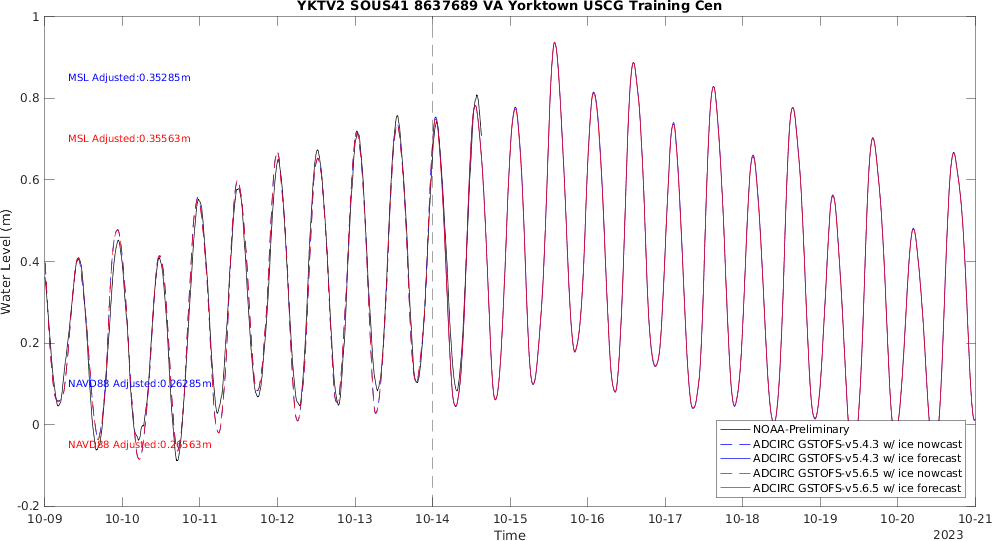 YKTV2 SOUS41 8637689 VA Yorktown USCG Training Cen
1
0.8
0.6
0.4
0.2
0
-0.2
Water Level (m)
MSL Adjusted:0.35285m
MSL Adjusted:0.35563m
NAVD88 Adjusted:0.26285m
NAVD88 Adjusted:0.26563m
NOAA-Preliminary
ADCIRC GSTOFS-v5.4.3 w/ ice nowcast
ADCIRC GSTOFS-v5.4.3 w/ ice forecast
ADCIRC GSTOFS-v5.6.5 w/ ice nowcast
ADCIRC GSTOFS-v5.6.5 w/ ice forecast
10-09 10-10 10-11 10-12 10-13 10-14 10-15 10-16 10-17 10-18 10-19 10-20 10-21
Time
2023